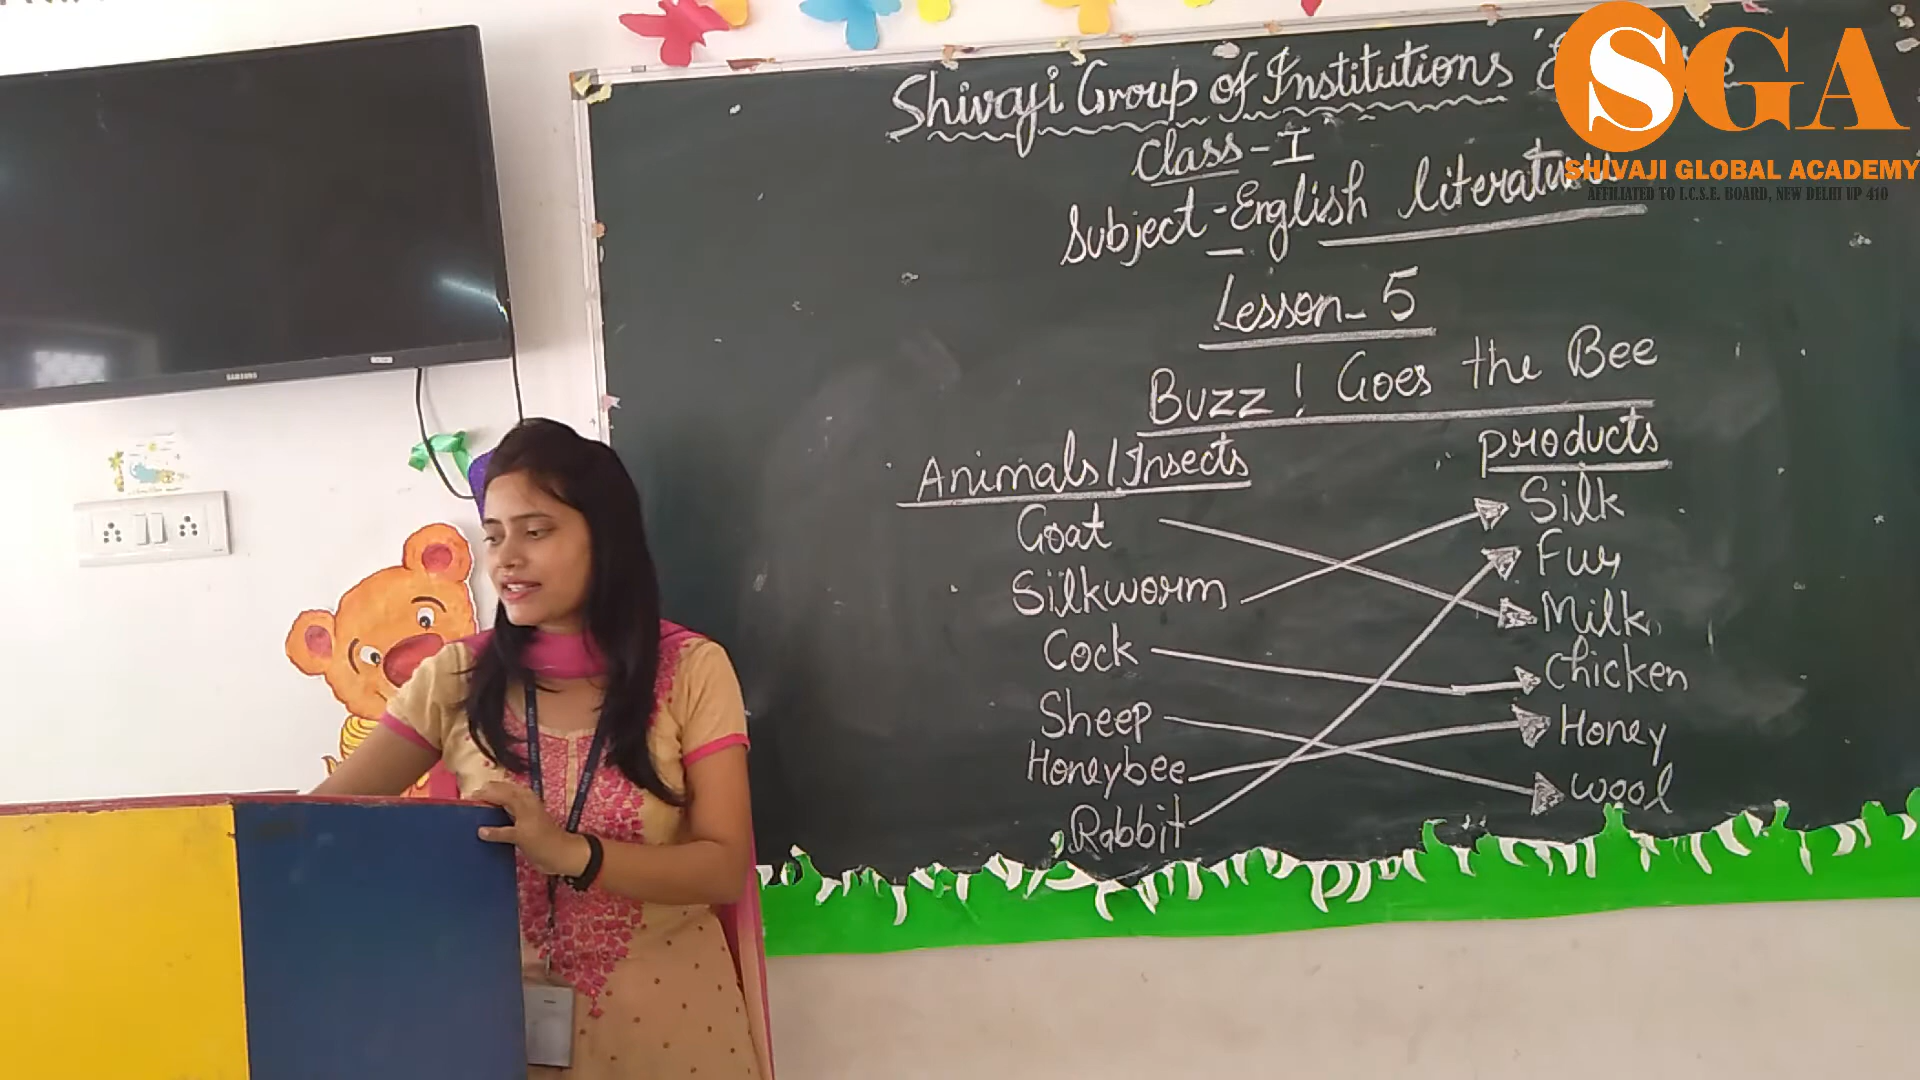 Shivaji Group of Institutions
Class - I
Subject - English literature
Lesson - 5
Buzz! Goes the Bee
Animals/Insects
Products
Goat
Silk
Silkworm
Fur
Cock
Milk
Sheep
Chicken
Honeybee
Honey
Rabbit
Wool
SGA
SHIVAJI GLOBAL ACADEMY
AFFILIATED TO I.C.S.E. BOARD, NEW DELHI UP 410
SAMSUNG